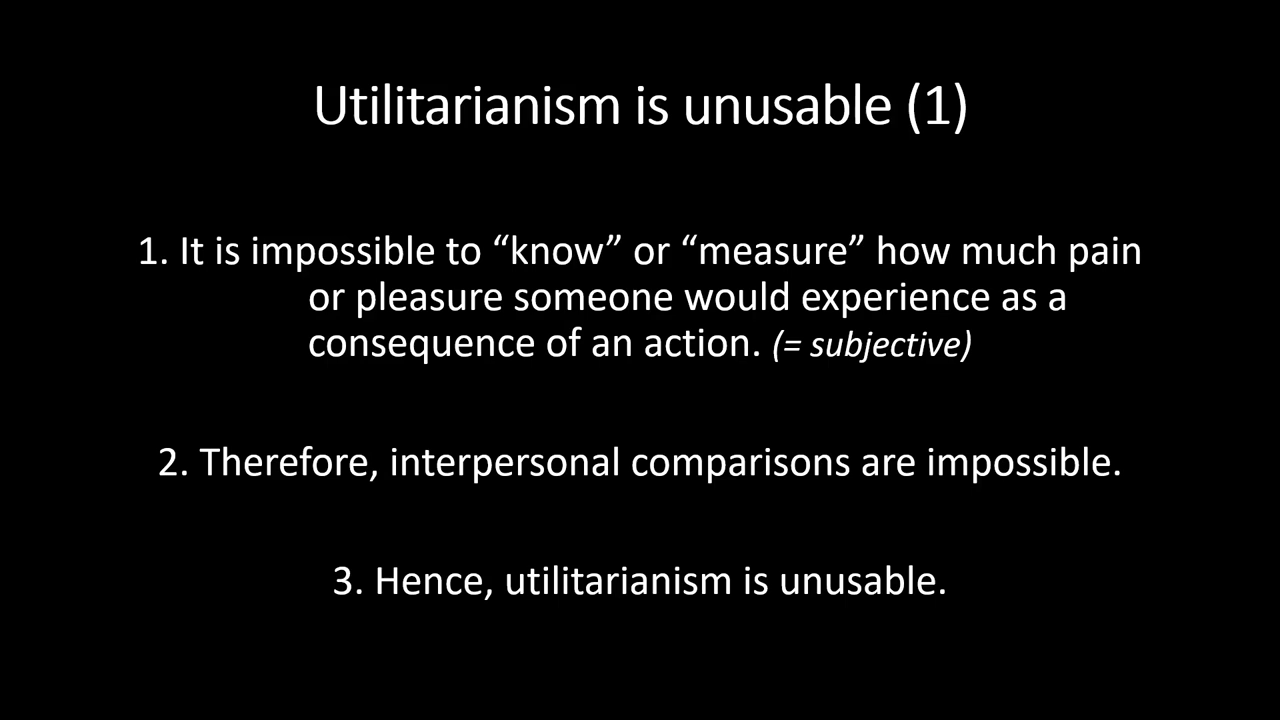 Utilitarianism is unusable (1)
1. It is impossible to “know” or “measure” how much pain
or pleasure someone would experience as a
consequence of an action. (= subjective)
2. Therefore, interpersonal comparisons are impossible.
3. Hence, utilitarianism is unusable.